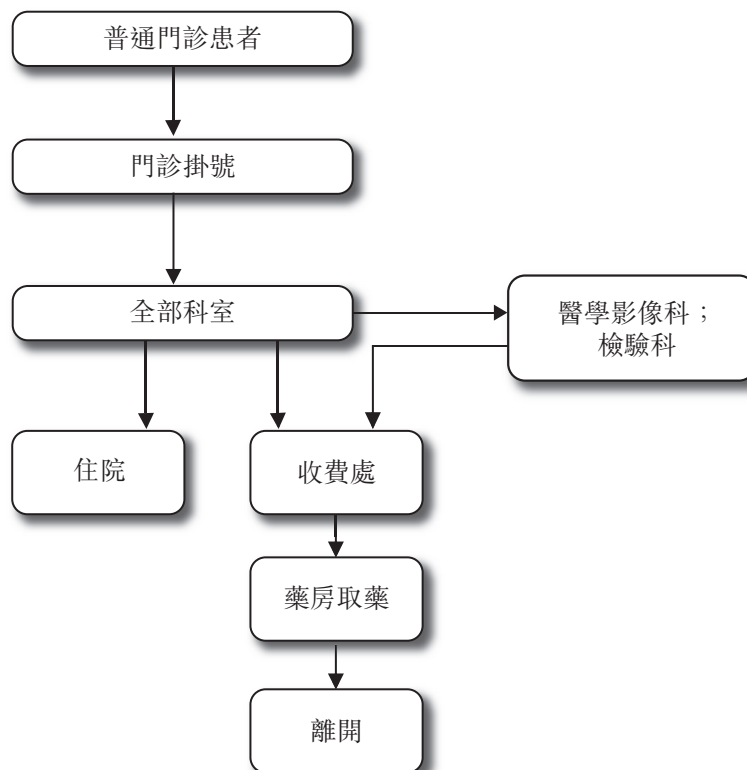 普通門診患者
門診掛號
全部科室
醫學影像科；
檢驗科
住院
收費處
藥房取藥
離開